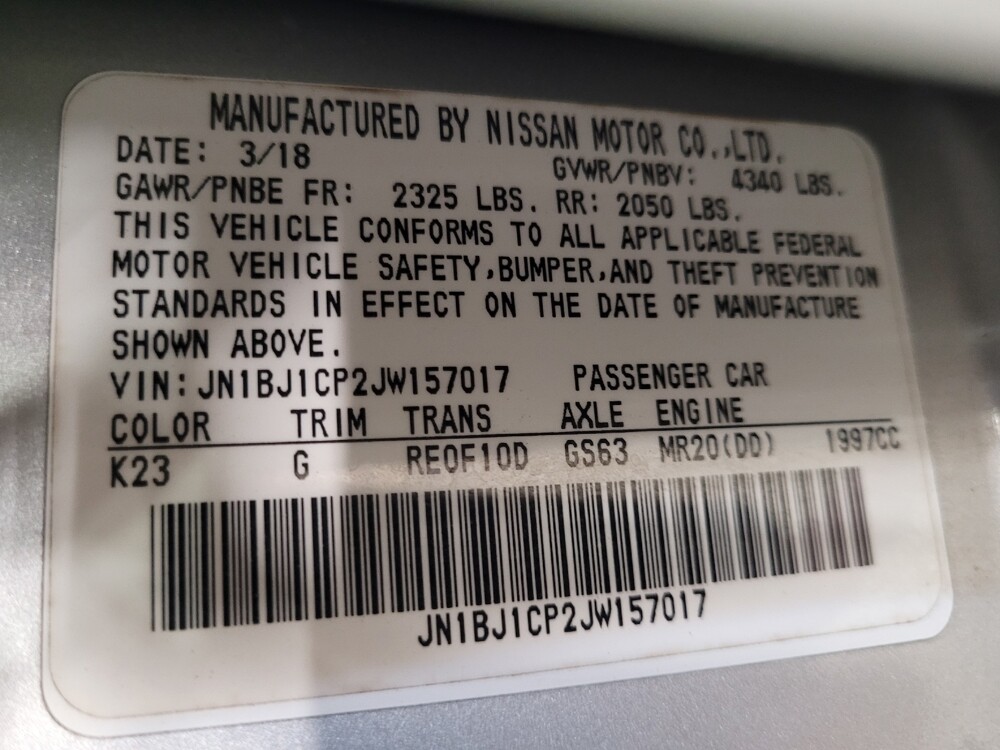 MANUFACTURED BY NISSAN MOTOR CO.,LTD.
DATE: 3/18 GVWR/PNBV: 4340 LBS.
GAWR/PNBE FR: 2325 LBS. RR: 2050 LBS.
THIS VEHICLE CONFORMS TO ALL APPLICABLE FEDERAL
MOTOR VEHICLE SAFETY,BUMPER,AND THEFT PREVENTION
STANDARDS IN EFFECT ON THE DATE OF MANUFACTURE
SHOWN ABOVE.
VIN:JN1BJ1CP2JW157017 PASSENGER CAR
COLOR TRIM TRANS AXLE ENGINE
K23 G RE0F10D GS63 MR20(DD) 1997CC
JN1BJ1CP2JW157017